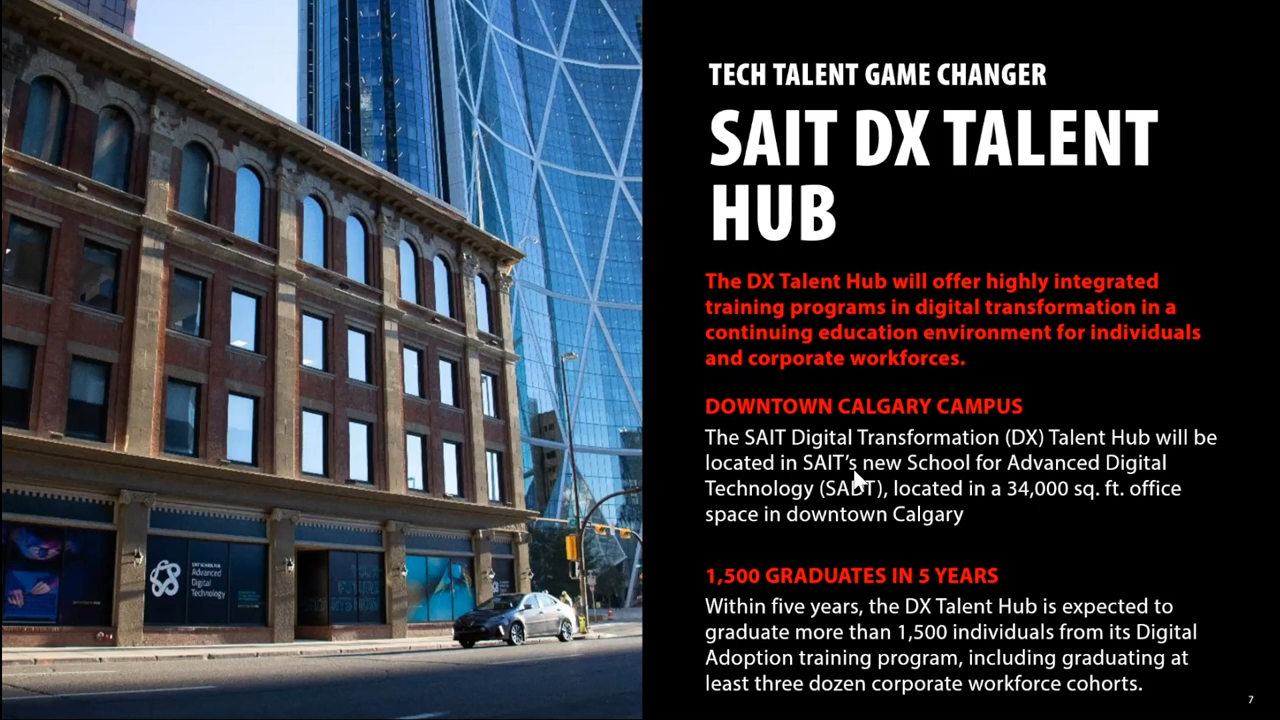 TECH TALENT GAME CHANGER
SAIT DX TALENT
HUB
The DX Talent Hub will offer highly integrated
training programs in digital transformation in a
continuing education environment for individuals
and corporate workforces.
DOWNTOWN CALGARY CAMPUS
The SAIT Digital Transformation (DX) Talent Hub will be
located in SAIT’s new School for Advanced Digital
Technology (SADT), located in a 34,000 sq. ft. office
space in downtown Calgary
1,500 GRADUATES IN 5 YEARS
Within five years, the DX Talent Hub is expected to
graduate more than 1,500 individuals from its Digital
Adoption training program, including graduating at
least three dozen corporate workforce cohorts.
7
SAIT SCHOOL FOR
Advanced
Digital
Technology